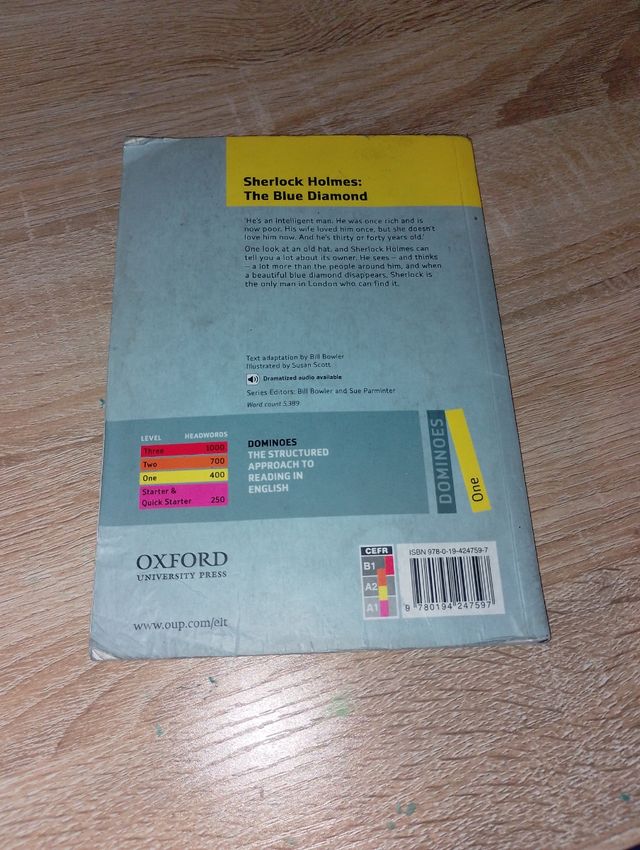 Sherlock Holmes:
The Blue Diamond
'He's an intelligent man. He was once rich and is
now poor. His wife loved him once, but she doesn't
love him now. And he's thirty or forty years old.'
One look at an old hat, and Sherlock Holmes can
tell you a lot about its owner. He sees – and thinks
– a lot more than the people around him, and when
a beautiful blue diamond disappears, Sherlock is
the only man in London who can find it.
Text adaptation by Bill Bowler
Illustrated by Susan Scott
Dramatized audio available
Series Editors: Bill Bowler and Sue Parminter
Word count 5,389
LEVEL HEADWORDS
Three 1000
Two 700
One 400
Starter &
Quick Starter 250
DOMINOES
THE STRUCTURED
APPROACH TO
READING IN
ENGLISH
DOMINOES
One
OXFORD
UNIVERSITY PRESS
www.oup.com/elt
CEFR
B1
A2
A1
ISBN 978-0-19-424759-7
9 780194 247597